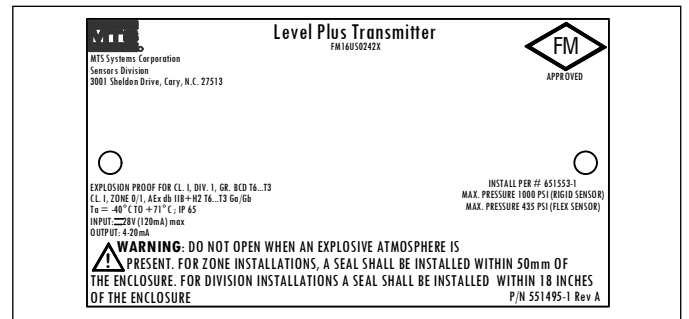 MTS
Level Plus Transmitter
FM16US0242X
FM
APPROVED
MTS Systems Corporation
Sensors Division
3001 Sheldon Drive, Cary, N.C. 27513
EXPLOSION PROOF FOR CL. I, DIV. 1, GR. BCD T6...T3
CL. I, ZONE 0/1, AEx db IIB+H2 T6...T3 Ga/Gb
Ta = -40°C TO +71°C ; IP 65
INPUT:⎓28V (120mA) max
OUTPUT: 4-20mA
INSTALL PER # 651553-1
MAX. PRESSURE 1000 PSI (RIGID SENSOR)
MAX. PRESSURE 435 PSI (FLEX SENSOR)
WARNING: DO NOT OPEN WHEN AN EXPLOSIVE ATMOSPHERE IS
PRESENT. FOR ZONE INSTALLATIONS, A SEAL SHALL BE INSTALLED WITHIN 50mm OF
THE ENCLOSURE. FOR DIVISION INSTALLATIONS A SEAL SHALL BE INSTALLED WITHIN 18 INCHES
OF THE ENCLOSURE
P/N 551495-1 Rev A